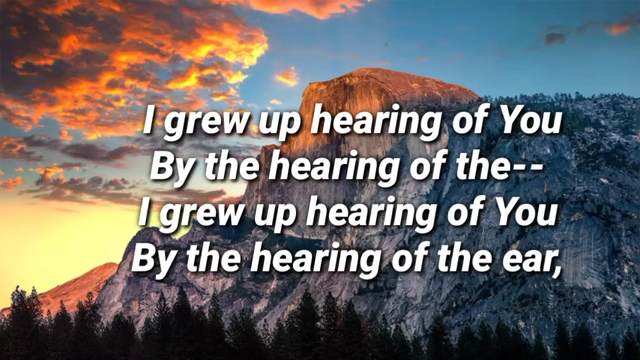 I grew up hearing of You
By the hearing of the--
I grew up hearing of You
By the hearing of the ear,